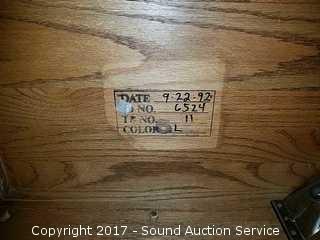 DATE 9-22-92
NO. 6524
NO. 11
COLOR L
Copyright 2017 - Sound Auction Service